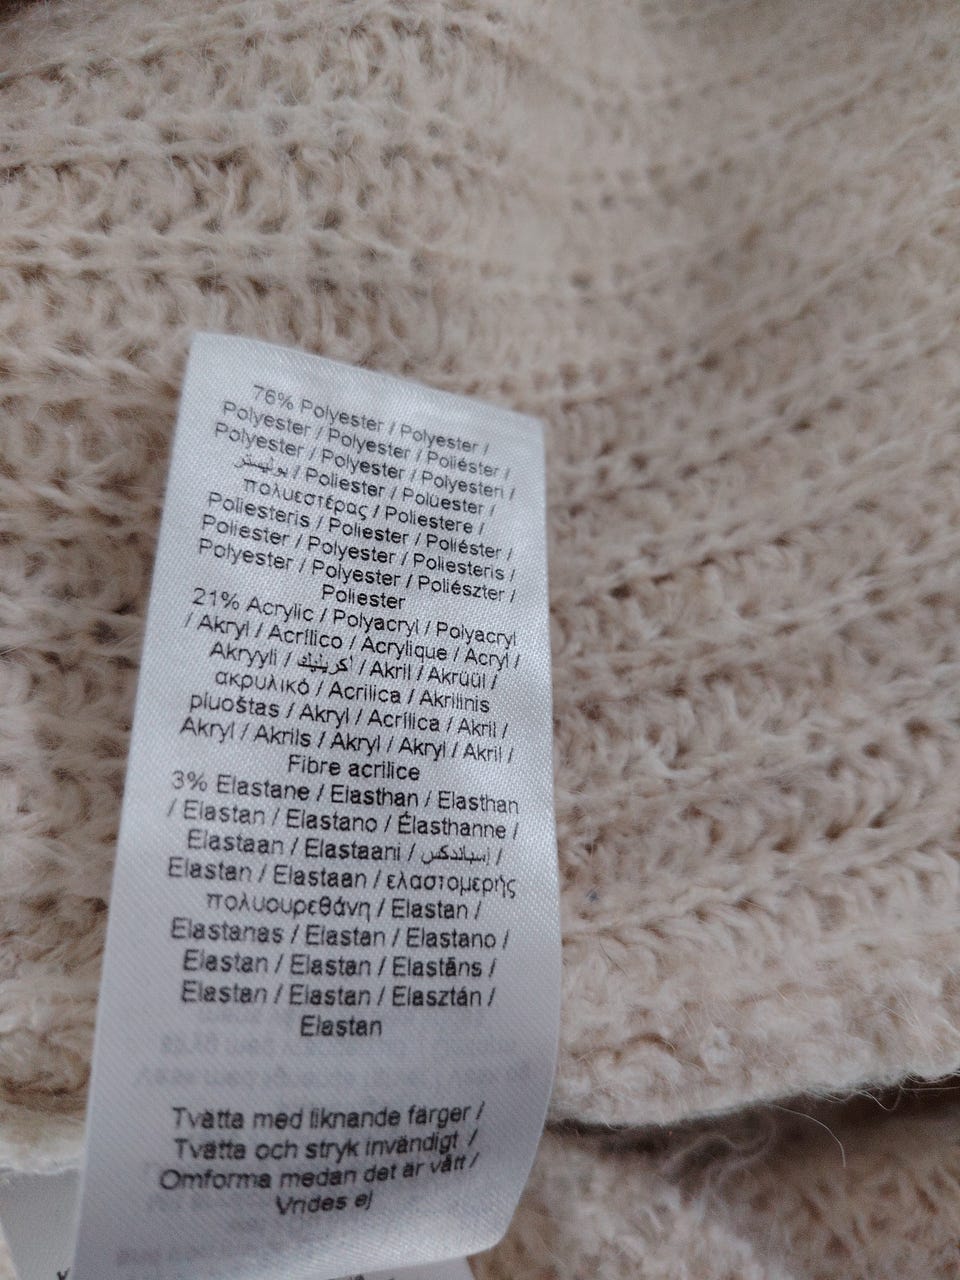 76% Polyester / Polyester /
Polyester / Polyester / Poliéster /
Polyester / Polyester / Polyesteri /
بوليستر / Poliester / Polüester /
πολυεστέρας / Poliestere /
Poliesteris / Poliester / Poliéster /
Poliester / Polyester / Poliesteris /
Polyester / Polyester / Poliészter /
Poliester
21% Acrylic / Polyacryl / Polyacryl
/ Akryl / Acrílico / Acrylique / Acryl /
Akryyli / أكريليك / Akril / Akrüül /
ακρυλικό / Acrilica / Akrilinis
pluoštas / Akryl / Acrílica / Akril /
Akryl / Akrils / Akryl / Akryl / Akril /
Fibre acrilice
3% Elastane / Elasthan / Elasthan
/ Elastan / Elastano / Élasthanne /
Elastaan / Elastaani / إسباندكس /
Elastan / Elastaan / ελαστομερής
πολυουρεθάνη / Elastan /
Elastanas / Elastan / Elastano /
Elastan / Elastan / Elastāns /
Elastan / Elastan / Elasztán /
Elastan
Tvätta med liknande färger /
Tvätta och stryk invändigt /
Omforma medan det är vått /
Vrides ej